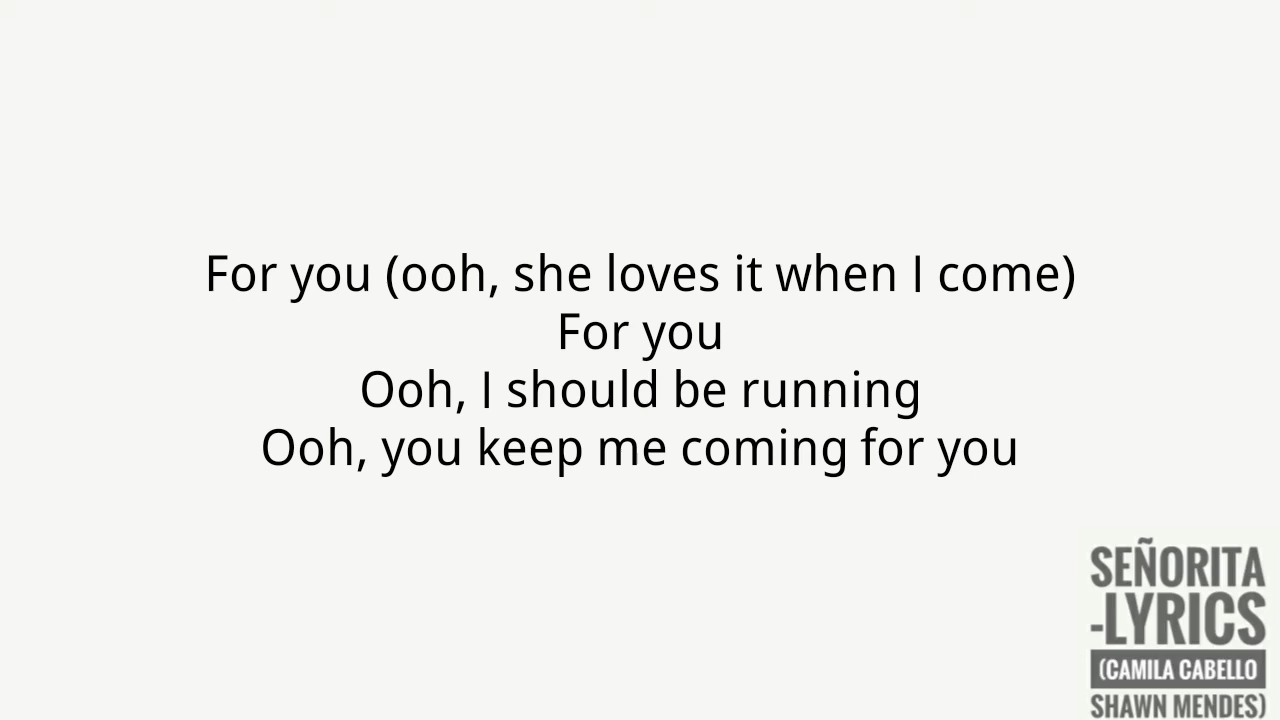 For you (ooh, she loves it when I come)
For you
Ooh, I should be running
Ooh, you keep me coming for you
SEÑORITA
-LYRICS
(CAMILA CABELLO
SHAWN MENDES)